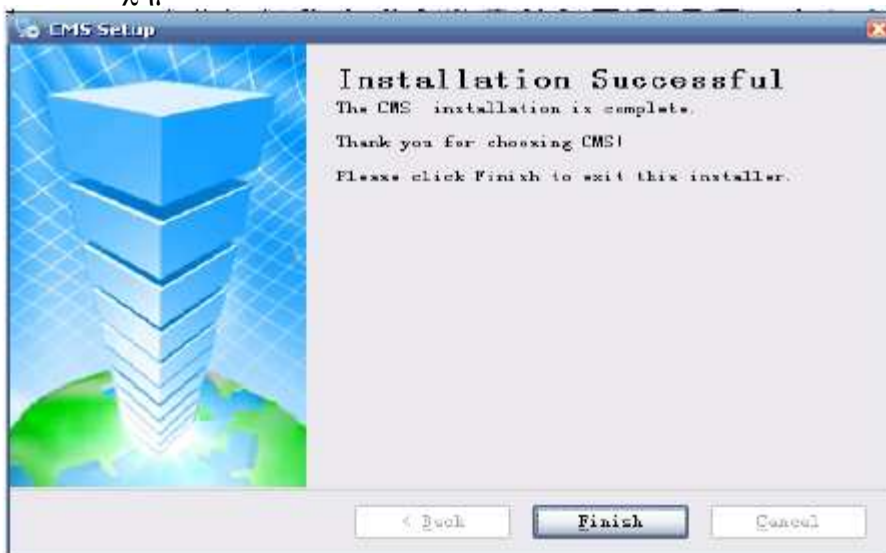 CMS Setup
Installation Successful
The CMS installation is complete.
Thank you for choosing CMS!
Please click Finish to exit this installer.
< Back
Finish
Cancel